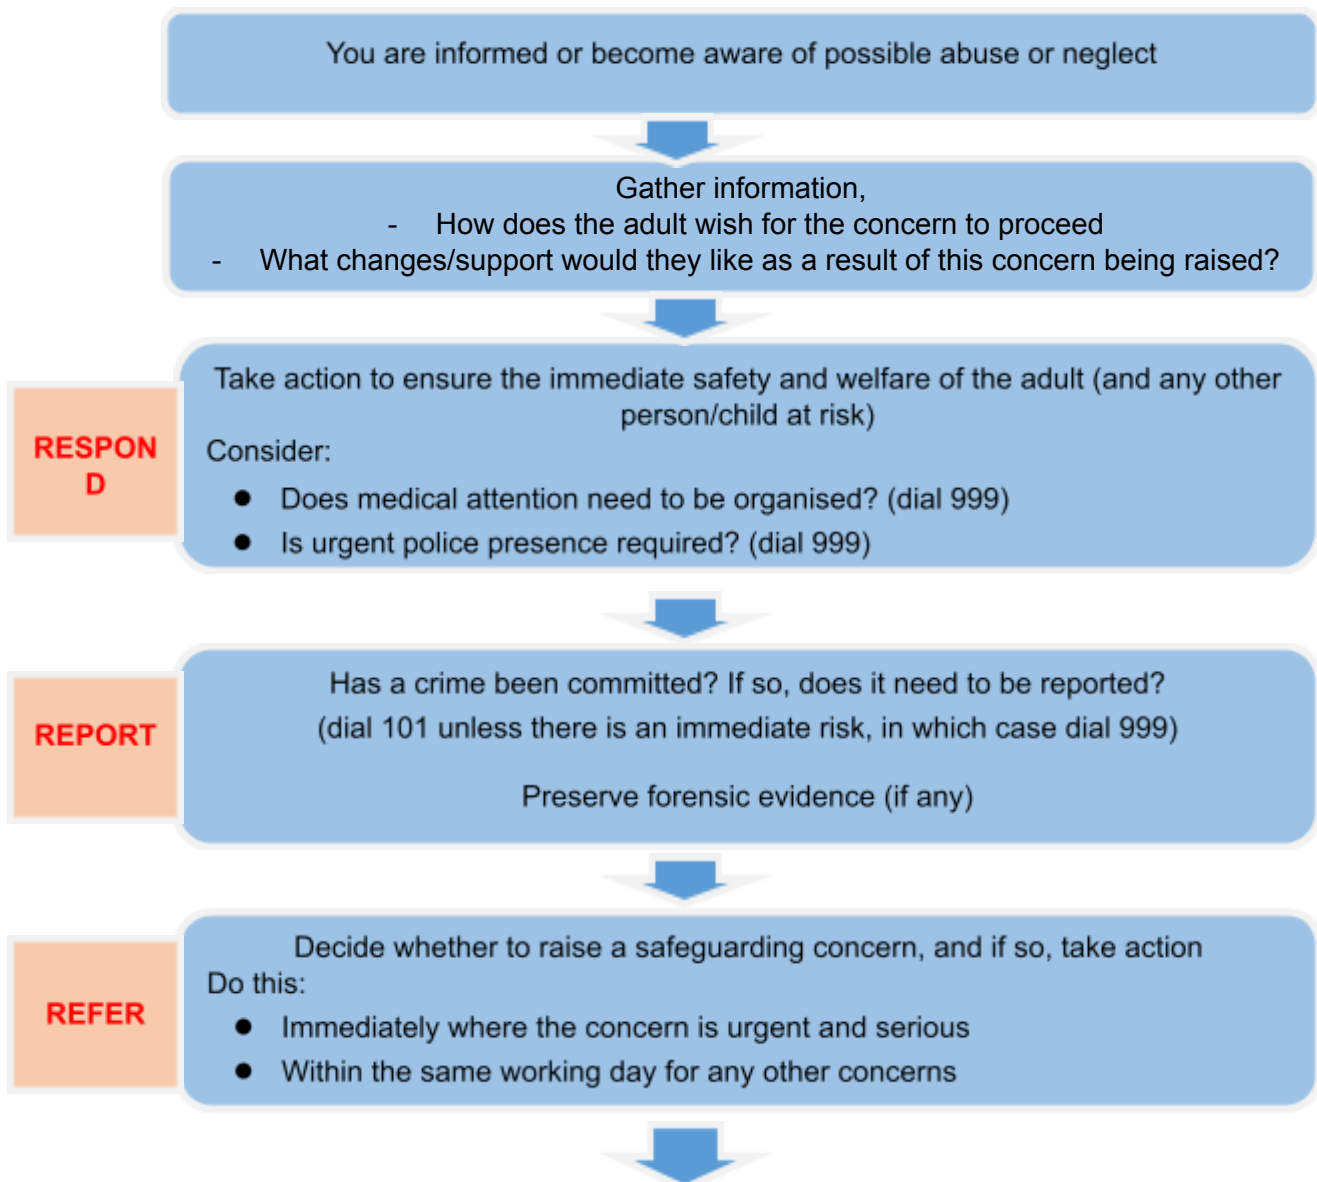 You are informed or become aware of possible abuse or neglect
Gather information,
- How does the adult wish for the concern to proceed
- What changes/support would they like as a result of this concern being raised?
RESPON
D
Take action to ensure the immediate safety and welfare of the adult (and any other
person/child at risk)
Consider:
● Does medical attention need to be organised? (dial 999)
● Is urgent police presence required? (dial 999)
REPORT
Has a crime been committed? If so, does it need to be reported?
(dial 101 unless there is an immediate risk, in which case dial 999)
Preserve forensic evidence (if any)
REFER
Decide whether to raise a safeguarding concern, and if so, take action
Do this:
● Immediately where the concern is urgent and serious
● Within the same working day for any other concerns